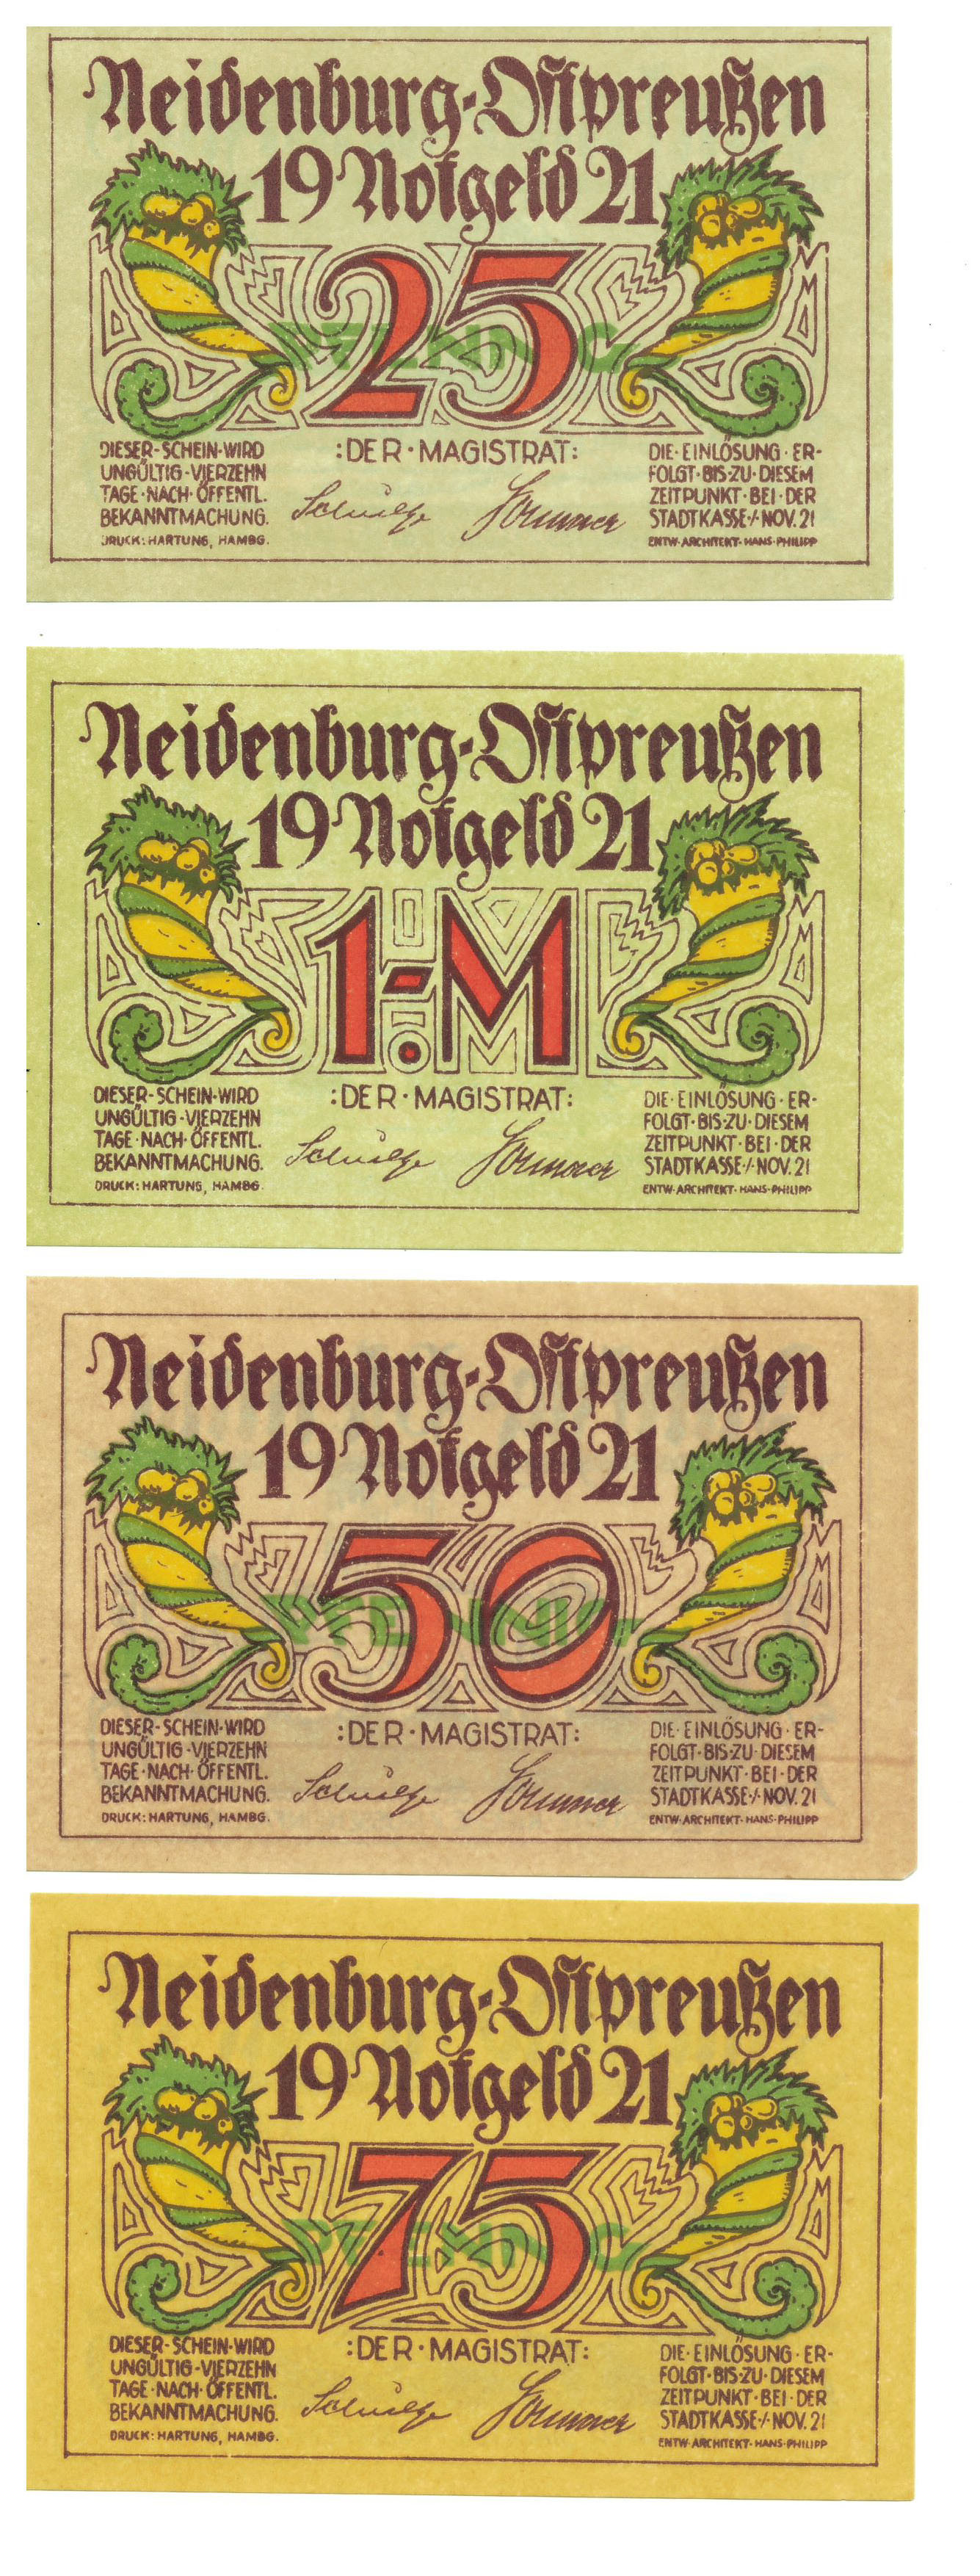 Neidenburg-Ostpreußen
19 Notgeld 21
25
PFENNIG
DIESER-SCHEIN-WIRD
UNGÜLTIG-VIERZEHN
TAGE·NACH·ÖFFENTL.
BEKANNTMACHUNG.
DRUCK: HARTUNG, HAMBG.
:DER·MAGISTRAT:
DIE·EINLÖSUNG·ER-
FOLGT·BIS·ZU·DIESEM
ZEITPUNKT·BEI·DER
STADTKASSE·/·NOV. 21
ENTW·ARCHITEKT·HANS·PHILIPP
Neidenburg-Ostpreußen
19 Notgeld 21
1.-M
DIESER-SCHEIN-WIRD
UNGÜLTIG-VIERZEHN
TAGE·NACH·ÖFFENTL.
BEKANNTMACHUNG.
DRUCK: HARTUNG, HAMBG.
:DER·MAGISTRAT:
DIE·EINLÖSUNG·ER-
FOLGT·BIS·ZU·DIESEM
ZEITPUNKT·BEI·DER
STADTKASSE·/·NOV. 21
ENTW·ARCHITEKT·HANS·PHILIPP
Neidenburg-Ostpreußen
19 Notgeld 21
50
PFENNIG
DIESER-SCHEIN-WIRD
UNGÜLTIG-VIERZEHN
TAGE·NACH·ÖFFENTL.
BEKANNTMACHUNG.
DRUCK: HARTUNG, HAMBG.
:DER·MAGISTRAT:
DIE·EINLÖSUNG·ER-
FOLGT·BIS·ZU·DIESEM
ZEITPUNKT·BEI·DER
STADTKASSE·/·NOV. 21
ENTW·ARCHITEKT·HANS·PHILIPP
Neidenburg-Ostpreußen
19 Notgeld 21
75
PFENNIG
DIESER-SCHEIN-WIRD
UNGÜLTIG-VIERZEHN
TAGE·NACH·ÖFFENTL.
BEKANNTMACHUNG.
DRUCK: HARTUNG, HAMBG.
:DER·MAGISTRAT:
DIE·EINLÖSUNG·ER-
FOLGT·BIS·ZU·DIESEM
ZEITPUNKT·BEI·DER
STADTKASSE·/·NOV. 21
ENTW·ARCHITEKT·HANS·PHILIPP